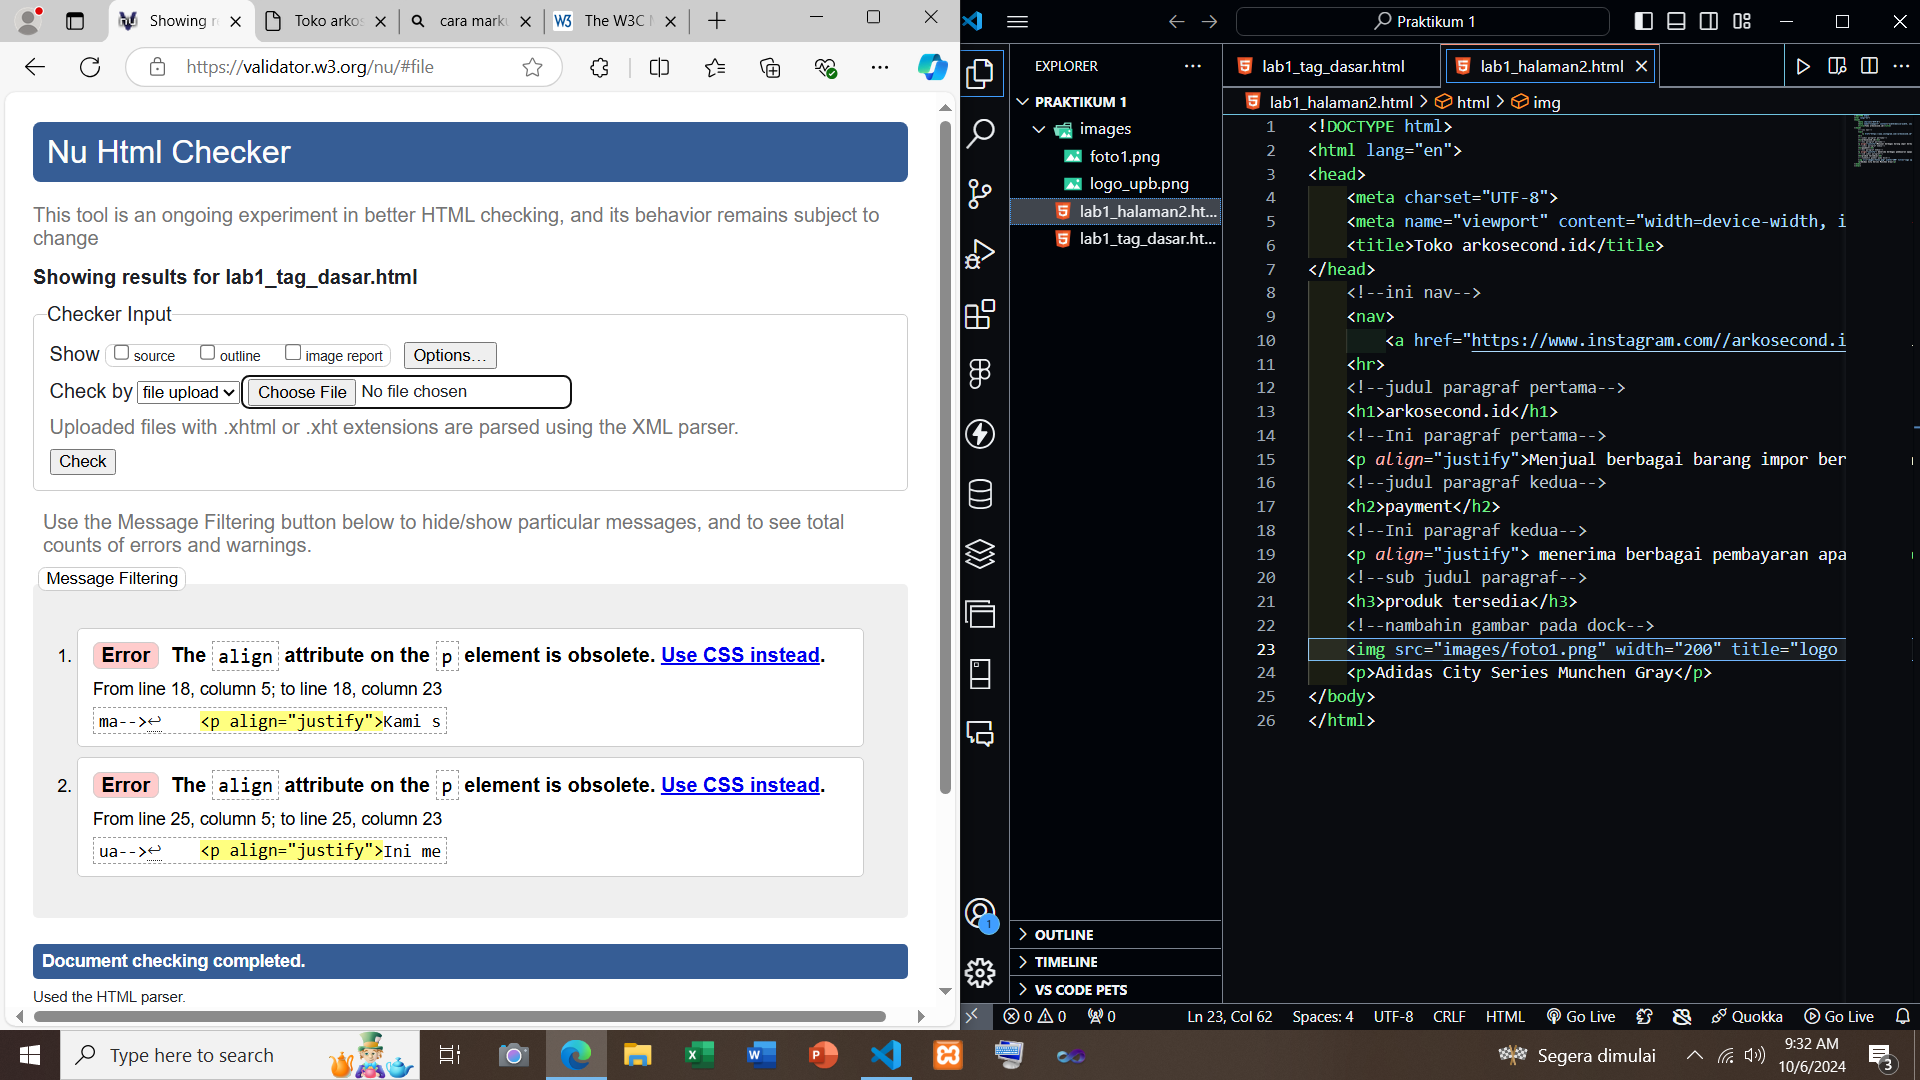 Showing r
Toko arkos
cara mark
The W3C
https://validator.w3.org/nu/#file
Nu Html Checker
This tool is an ongoing experiment in better HTML checking, and its behavior remains subject to
change
Showing results for lab1_tag_dasar.html
Checker Input
Show source outline image report Options...
Check by file upload Choose File No file chosen
Uploaded files with .xhtml or .xht extensions are parsed using the XML parser.
Check
Use the Message Filtering button below to hide/show particular messages, and to see total
counts of errors and warnings.
Message Filtering
1. Error The align attribute on the p element is obsolete. Use CSS instead.
From line 18, column 5; to line 18, column 23
ma-->↩    <p align="justify">Kami s
2. Error The align attribute on the p element is obsolete. Use CSS instead.
From line 25, column 5; to line 25, column 23
ua-->↩    <p align="justify">Ini me
Document checking completed.
Used the HTML parser.
Praktikum 1
EXPLORER
PRAKTIKUM 1
images
foto1.png
logo_upb.png
lab1_halaman2.ht...
lab1_tag_dasar.ht...
OUTLINE
TIMELINE
VS CODE PETS
1
lab1_tag_dasar.html
lab1_halaman2.html
lab1_halaman2.html > html > img
1 <!DOCTYPE html>
2 <html lang="en">
3 <head>
4     <meta charset="UTF-8">
5     <meta name="viewport" content="width=device-width, i
6     <title>Toko arkosecond.id</title>
7 </head>
8     <!--ini nav-->
9     <nav>
10         <a href="https://www.instagram.com//arkosecond.i
11     <hr>
12     <!--judul paragraf pertama-->
13     <h1>arkosecond.id</h1>
14     <!--Ini paragraf pertama-->
15     <p align="justify">Menjual berbagai barang impor ber
16     <!--judul paragraf kedua-->
17     <h2>payment</h2>
18     <!--Ini paragraf kedua-->
19     <p align="justify"> menerima berbagai pembayaran apa
20     <!--sub judul paragraf-->
21     <h3>produk tersedia</h3>
22     <!--nambahin gambar pada dock-->
23     <img src="images/foto1.png" width="200" title="logo
24     <p>Adidas City Series Munchen Gray</p>
25 </body>
26 </html>
0 0 0 Ln 23, Col 62 Spaces: 4 UTF-8 CRLF HTML Go Live Quokka Go Live
Type here to search
Segera dimulai
9:32 AM
10/6/2024
3